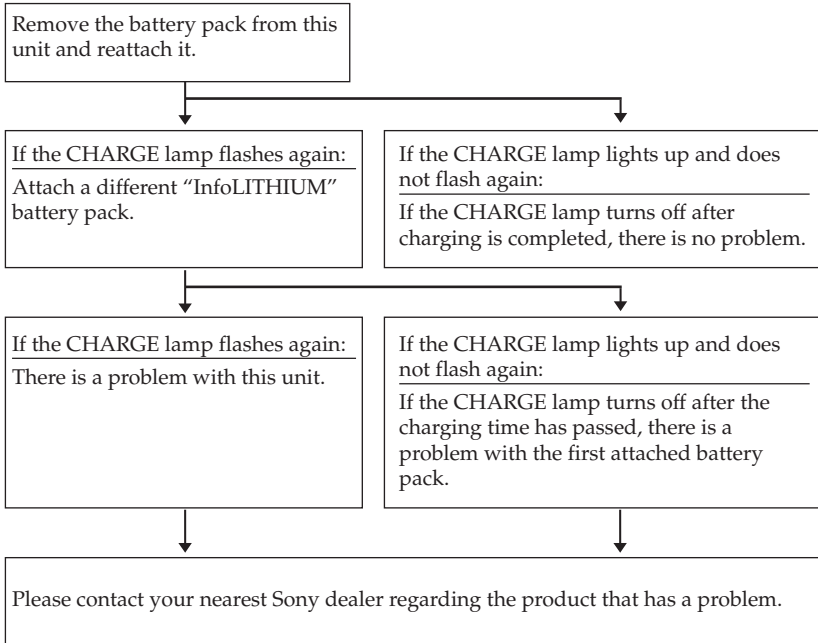 Remove the battery pack from this
unit and reattach it.
If the CHARGE lamp flashes again:
Attach a different “InfoLITHIUM”
battery pack.
If the CHARGE lamp lights up and does
not flash again:
If the CHARGE lamp turns off after
charging is completed, there is no problem.
If the CHARGE lamp flashes again:
There is a problem with this unit.
If the CHARGE lamp lights up and does
not flash again:
If the CHARGE lamp turns off after the
charging time has passed, there is a
problem with the first attached battery
pack.
Please contact your nearest Sony dealer regarding the product that has a problem.